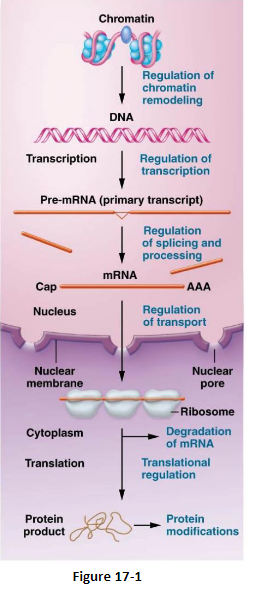 Chromatin
Regulation of
chromatin
remodeling
DNA
Transcription
Regulation of
transcription
Pre-mRNA (primary transcript)
Regulation
of splicing and
processing
mRNA
Cap
AAA
Nucleus
Regulation
of transport
Nuclear
membrane
Nuclear
pore
Ribosome
Cytoplasm
Degradation
of mRNA
Translation
Translational
regulation
Protein
product
Protein
modifications
Figure 17-1